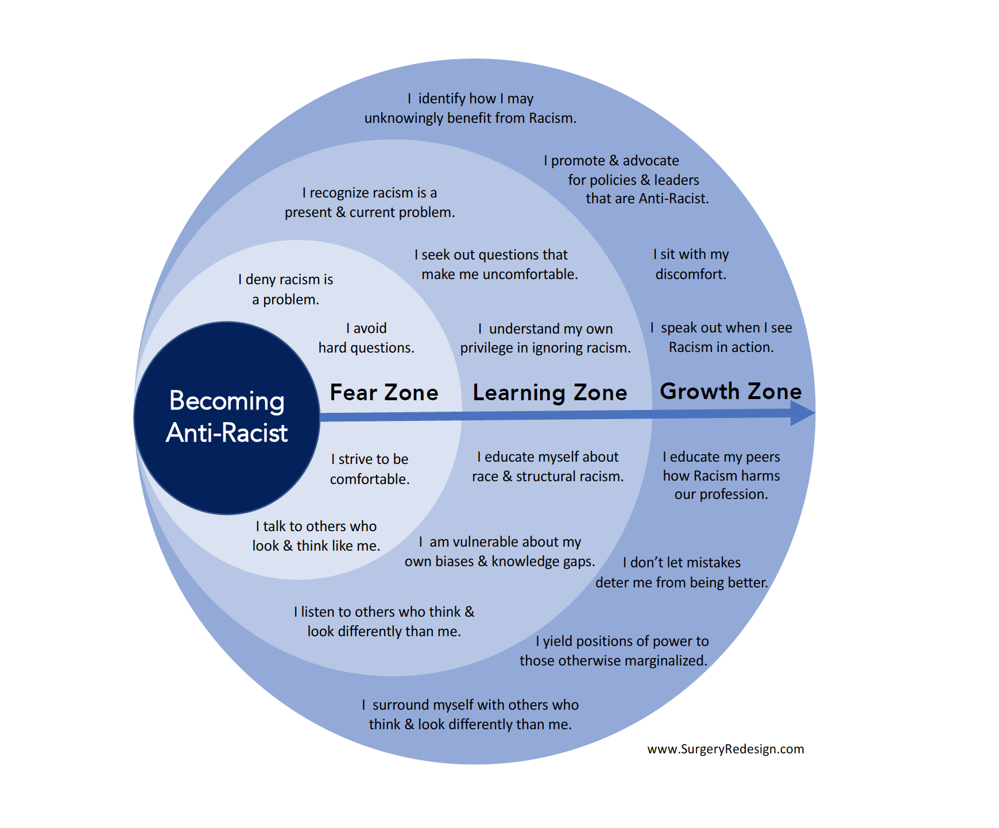 I identify how I may
unknowingly benefit from Racism.
I promote & advocate
for policies & leaders
that are Anti-Racist.
I recognize racism is a
present & current problem.
I seek out questions that
make me uncomfortable.
I sit with my
discomfort.
I deny racism is
a problem.
I avoid
hard questions.
I understand my own
privilege in ignoring racism.
I speak out when I see
Racism in action.
Becoming
Anti-Racist
Fear Zone
Learning Zone
Growth Zone
I strive to be
comfortable.
I educate myself about
race & structural racism.
I educate my peers
how Racism harms
our profession.
I talk to others who
look & think like me.
I am vulnerable about my
own biases & knowledge gaps.
I don’t let mistakes
deter me from being better.
I listen to others who think &
look differently than me.
I yield positions of power to
those otherwise marginalized.
I surround myself with others who
think & look differently than me.
www.SurgeryRedesign.com